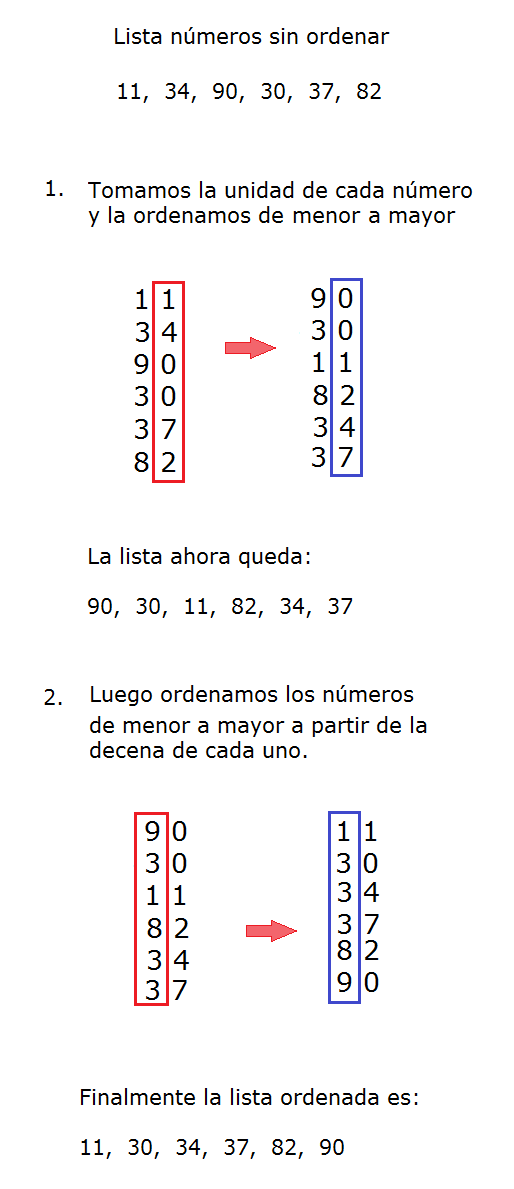 Lista números sin ordenar
11, 34, 90, 30, 37, 82
1. Tomamos la unidad de cada número
y la ordenamos de menor a mayor
1 1
3 4
9 0
3 0
3 7
8 2
9 0
3 0
1 1
8 2
3 4
3 7
La lista ahora queda:
90, 30, 11, 82, 34, 37
2. Luego ordenamos los números
de menor a mayor a partir de la
decena de cada uno.
9 0
3 0
1 1
8 2
3 4
3 7
1 1
3 0
3 4
3 7
8 2
9 0
Finalmente la lista ordenada es:
11, 30, 34, 37, 82, 90